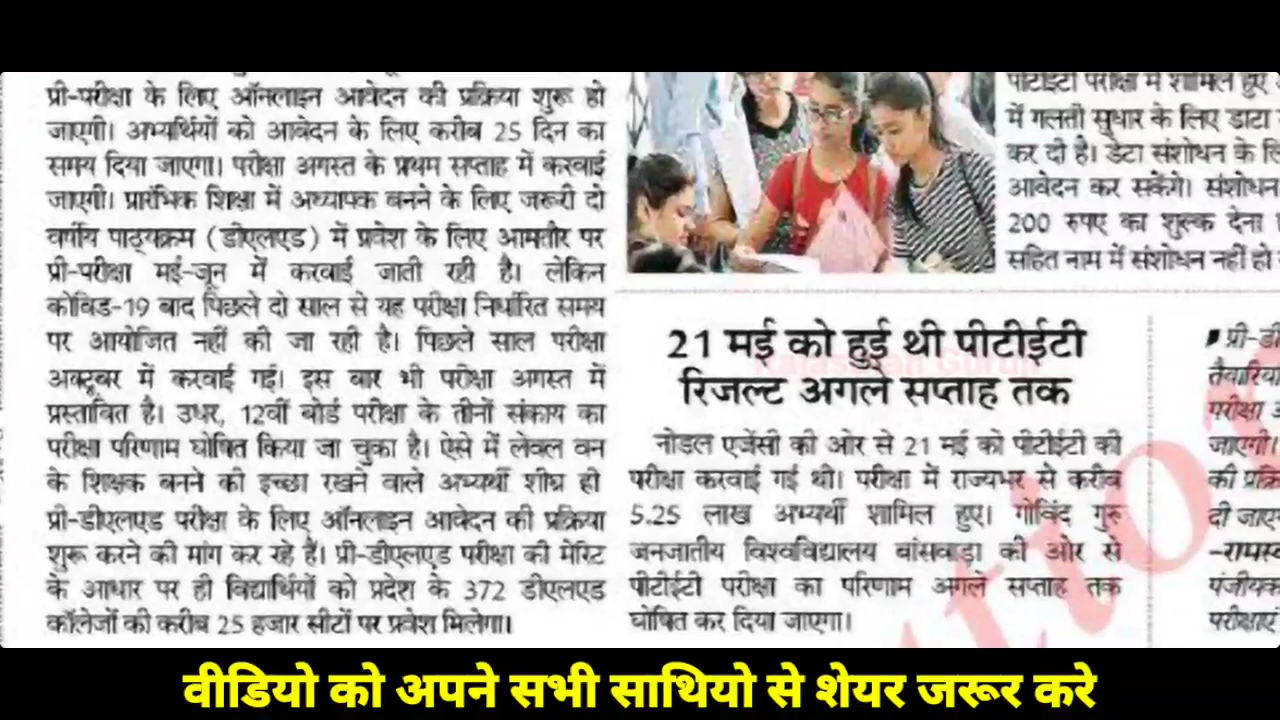 प्री-परीक्षा के लिए ऑनलाइन आवेदन की प्रक्रिया शुरू हो
जाएगी। अभ्यर्थियों को आवेदन के लिए करीब 25 दिन का
समय दिया जाएगा। परीक्षा अगस्त के प्रथम सप्ताह में करवाई
जाएगी। प्रारंभिक शिक्षा में अध्यापक बनने के लिए जरूरी दो
वर्षीय पाठ्यक्रम (डीएलएड) में प्रवेश के लिए आमतौर पर
प्री-परीक्षा मई-जून में करवाई जाती रही है। लेकिन
कोविड-19 बाद पिछले दो साल से यह परीक्षा निर्धारित समय
पर आयोजित नहीं की जा रही है। पिछले साल परीक्षा
अक्टूबर में करवाई गई। इस बार भी परीक्षा अगस्त में
प्रस्तावित है। उधर, 12वीं बोर्ड परीक्षा के तीनों संकाय का
परीक्षा परिणाम घोषित किया जा चुका है। ऐसे में लेवल वन
के शिक्षक बनने की इच्छा रखने वाले अभ्यर्थी शीघ्र ही
प्री-डीएलएड परीक्षा के लिए ऑनलाइन आवेदन की प्रक्रिया
शुरू करने की मांग कर रहे हैं। प्री-डीएलएड परीक्षा की मेरिट
के आधार पर ही विद्यार्थियों को प्रदेश के 372 डीएलएड
कॉलेजों की करीब 25 हजार सीटों पर प्रवेश मिलेगा।
पीटीईटी परीक्षा में शामिल हुए
में गलती सुधार के लिए डाटा
कर दी है। डेटा संशोधन के
आवेदन कर सकेंगे। संशोधन
200 रुपए का शुल्क देना
सहित नाम में संशोधन नहीं हो
21 मई को हुई थी पीटीईटी
रिजल्ट अगले सप्ताह तक
नोडल एजेंसी की ओर से 21 मई को पीटीईटी की
परीक्षा करवाई गई थी। परीक्षा में राज्यभर से करीब
5.25 लाख अभ्यर्थी शामिल हुए। गोविंद गुरु
जनजातीय विश्वविद्यालय बांसवाड़ा की ओर से
पीटीईटी परीक्षा का परिणाम अगले सप्ताह तक
घोषित कर दिया जाएगा।
परीक्षा
जाएगी।
वीडियो को अपने सभी साथियो से शेयर जरूर करे